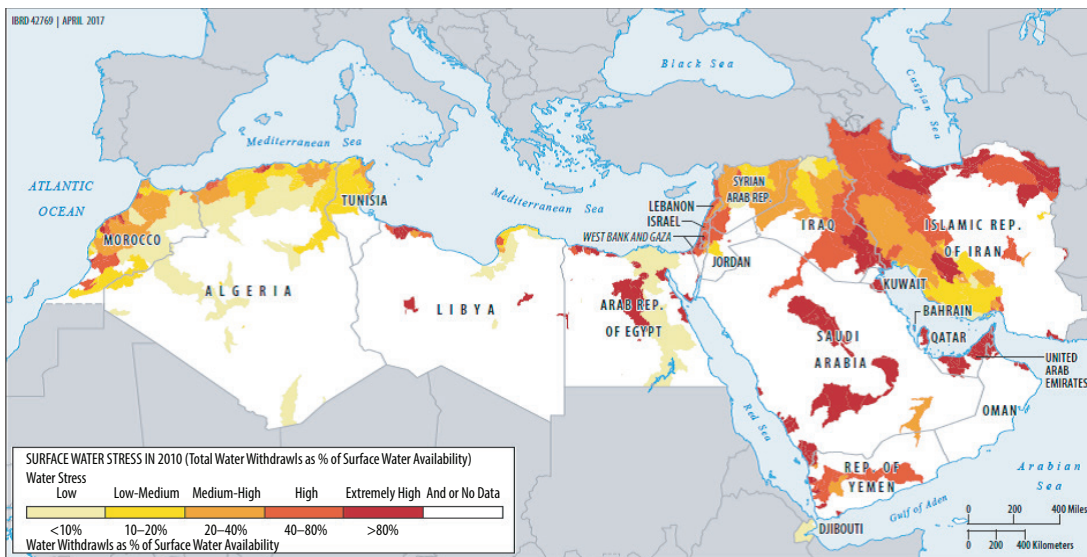 IBRD 42769 | APRIL 2017
Black Sea
Caspian Sea
Mediterranean Sea
ATLANTIC
OCEAN
TUNISIA
Mediterranean Sea
SYRIAN
ARAB REP.
LEBANON
ISRAEL
WEST BANK AND GAZA
IRAQ
ISLAMIC REP.
OF IRAN
MOROCCO
JORDAN
ALGERIA
LIBYA
ARAB REP.
OF EGYPT
KUWAIT
BAHRAIN
QATAR
SAUDI
ARABIA
UNITED
ARAB
EMIRATES
OMAN
Red Sea
REP. OF
YEMEN
Arabian
Sea
Gulf of Aden
DJIBOUTI
SURFACE WATER STRESS IN 2010 (Total Water Withdrawls as % of Surface Water Availability)
Water Stress
Low Low-Medium Medium-High High Extremely High And or No Data
<10% 10–20% 20–40% 40–80% >80%
Water Withdrawls as % of Surface Water Availability
0 200 400 Miles
0 200 400 Kilometers